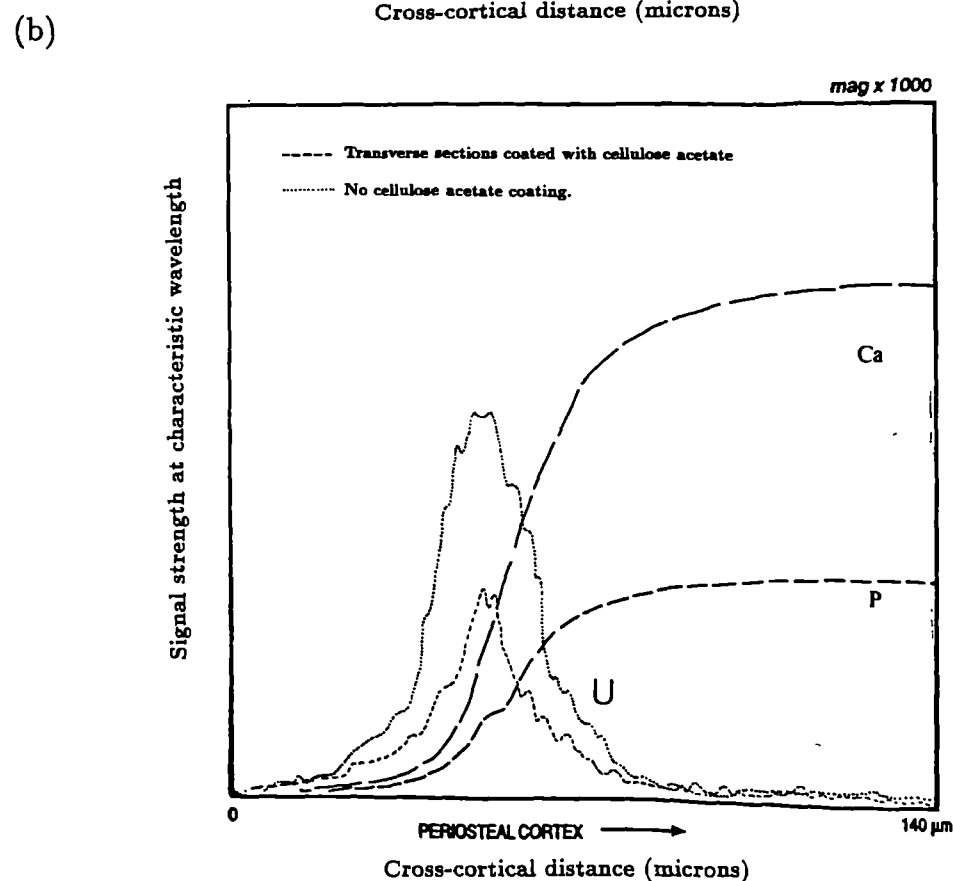 Cross-cortical distance (microns)
(b)
mag x 1000
Transverse sections coated with cellulose acetate
No cellulose acetate coating.
Signal strength at characteristic wavelength
Ca
P
U
0
140 µm
PERIOSTEAL CORTEX
Cross-cortical distance (microns)